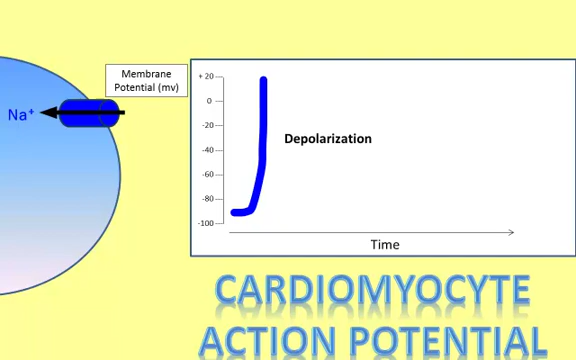 Membrane
Potential (mv)
Na⁺
+ 20
0
-20
-40
-60
-80
-100
Depolarization
Time
CARDIOMYOCYTE
ACTION POTENTIAL